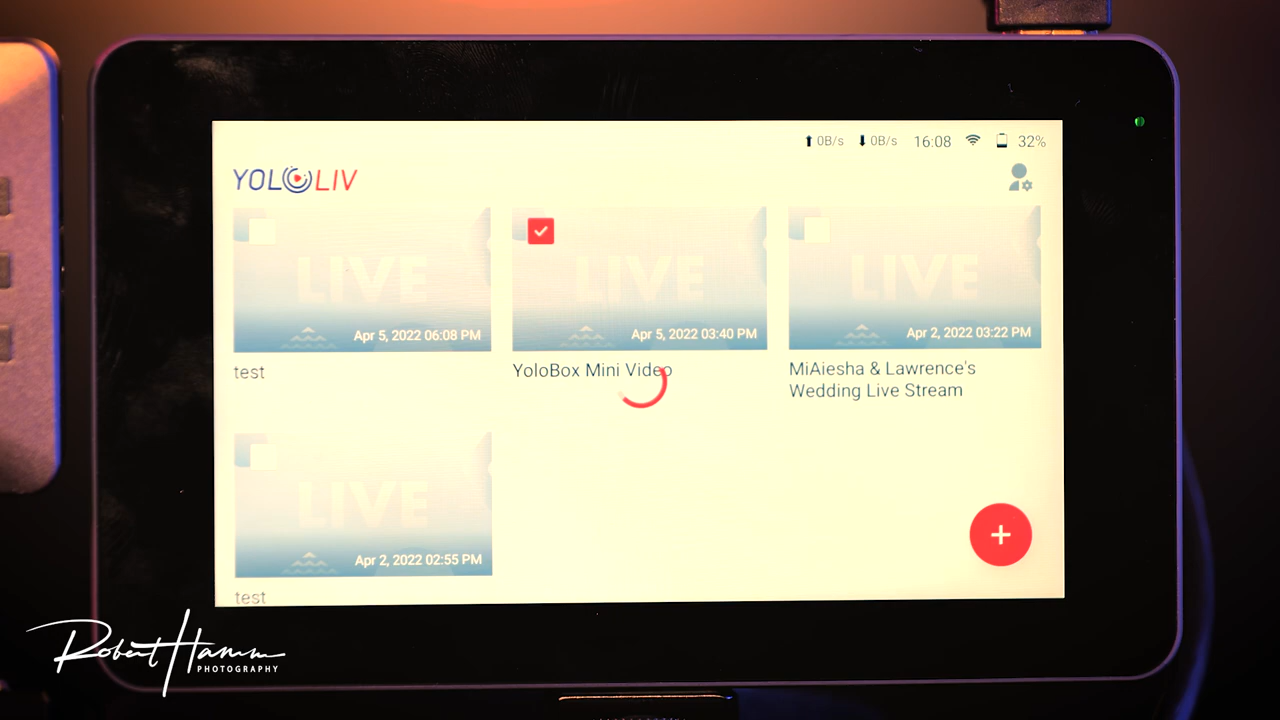 0B/s 0B/s 16:08 32%
YOLOLIV
LIVE
Apr 5, 2022 06:08 PM
test
LIVE
Apr 5, 2022 03:40 PM
YoloBox Mini Video
LIVE
Apr 2, 2022 03:22 PM
MiAiesha & Lawrence's
Wedding Live Stream
LIVE
Apr 2, 2022 02:55 PM
test
Robert Hamm
PHOTOGRAPHY